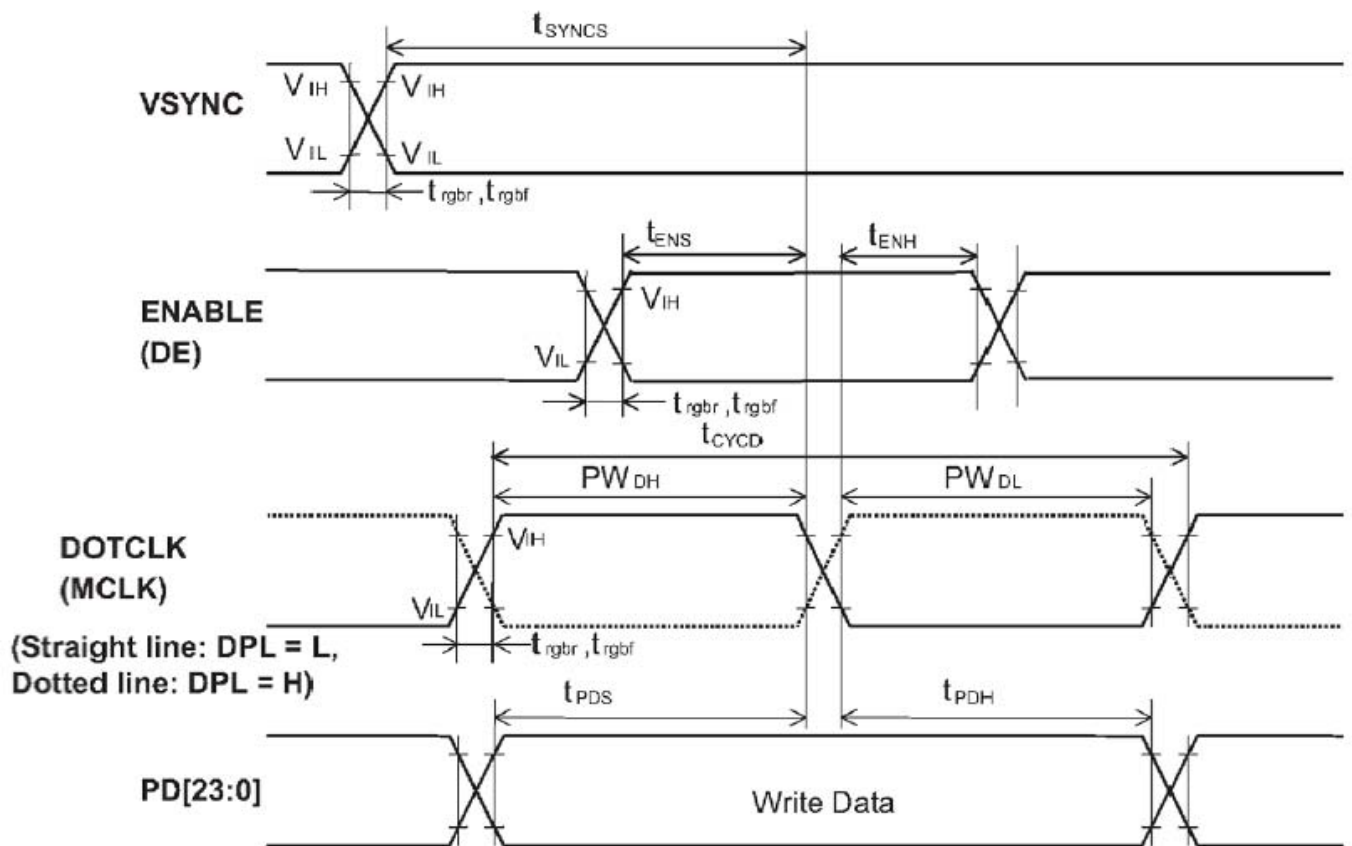 tSYNCS
VSYNC
VIH
VIH
VIL
VIL
trgbr ,trgbf
tENS
tENH
ENABLE
(DE)
VIH
VIL
trgbr ,trgbf
tCYCD
PWDH
PWDL
DOTCLK
(MCLK)
VIH
VIL
(Straight line: DPL = L,
Dotted line: DPL = H)
trgbr ,trgbf
tPDS
tPDH
PD[23:0]
Write Data